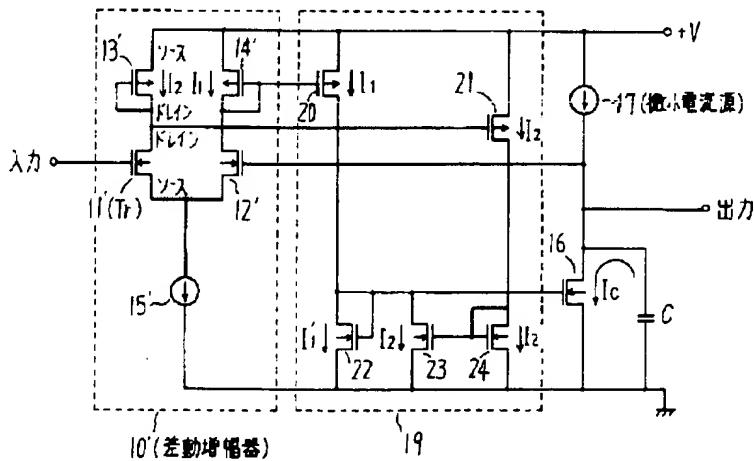 +V
13'
ソース
14'
I₂
I₁
I₁
20
21
17(微小電流源)
ドレイン
ドレイン
I₂
入力
ソース
11'(Tr)
12'
出力
16
Ic
15'
C
I₁'
I₂
I₂
22
23
24
10'(差動増幅器)
19